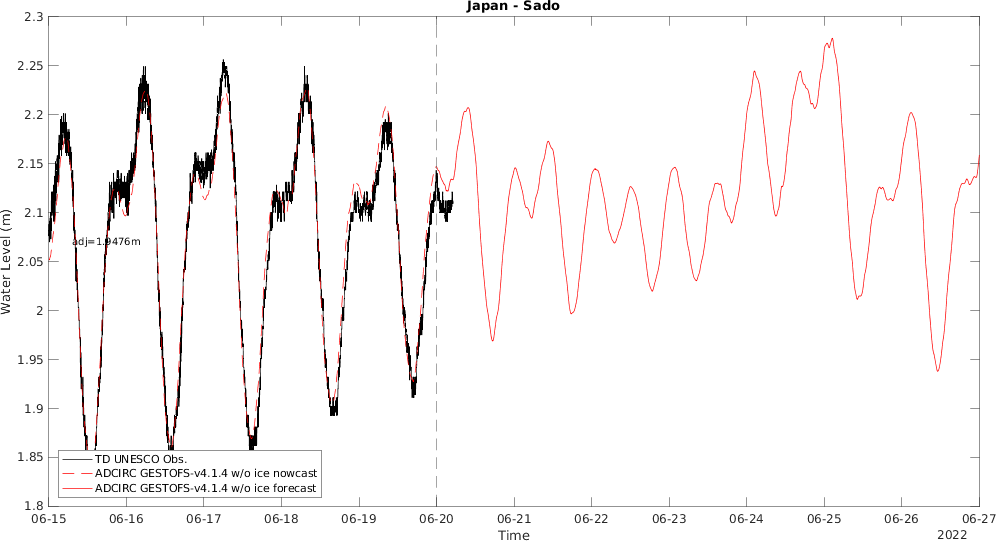 Japan - Sado
2.3
2.25
2.2
2.15
2.1
2.05
2
1.95
1.9
1.85
1.8
Water Level (m)
adj=1.9476m
TD UNESCO Obs.
ADCIRC GESTOFS-v4.1.4 w/o ice nowcast
ADCIRC GESTOFS-v4.1.4 w/o ice forecast
06-15 06-16 06-17 06-18 06-19 06-20 06-21 06-22 06-23 06-24 06-25 06-26 06-27
Time
2022